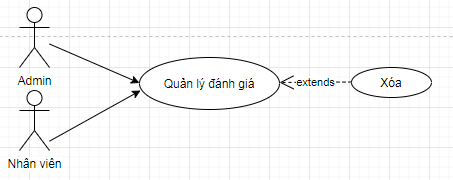 Admin
Quản lý đánh giá
extends
Xóa
Nhân viên